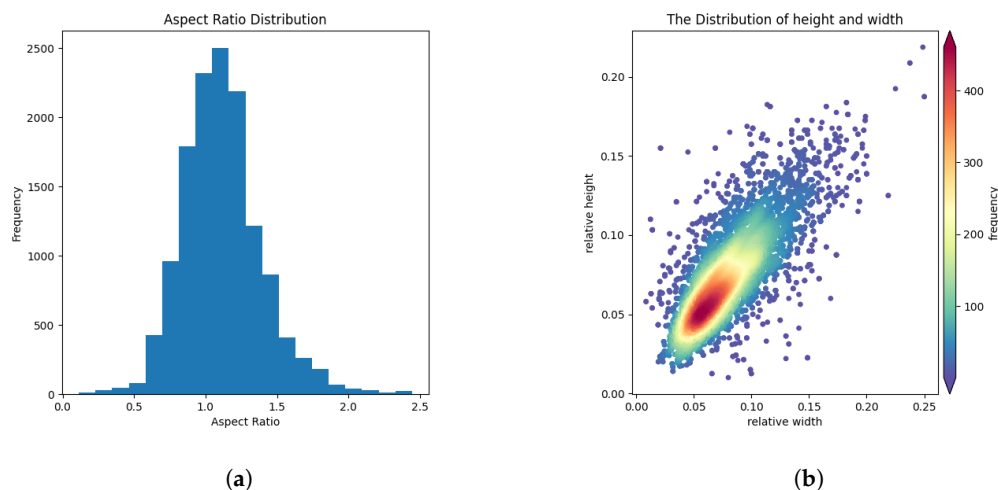 Aspect Ratio Distribution
2500
2000
1500
1000
500
0
Frequency
0.0 0.5 1.0 1.5 2.0 2.5
Aspect Ratio
(a)
The Distribution of height and width
0.20
0.15
0.10
0.05
0.00
relative height
0.00 0.05 0.10 0.15 0.20 0.25
relative width
400
300
200
100
frequency
(b)